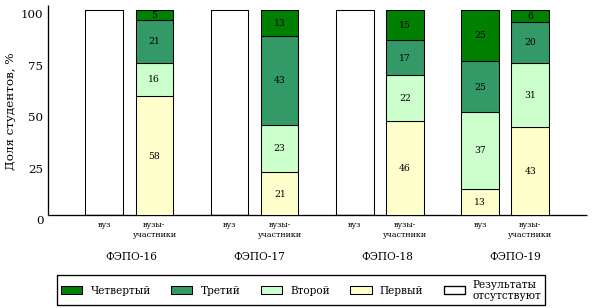 100
75
50
25
0
Доля студентов, %
5
21
16
58
13
43
23
21
15
17
22
46
25
25
37
13
6
20
31
43
вуз
вузы-
участники
вуз
вузы-
участники
вуз
вузы-
участники
вуз
вузы-
участники
ФЭПО-16 ФЭПО-17 ФЭПО-18 ФЭПО-19
Четвертый Третий Второй Первый Результаты
отсутствуют